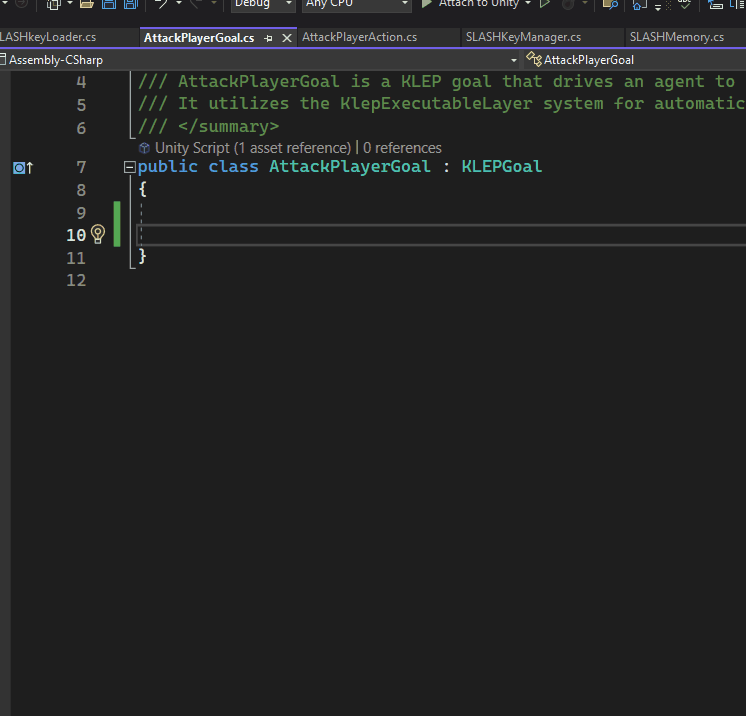 Debug Any CPU Attach to Unity
LASHkeyLoader.cs AttackPlayerGoal.cs AttackPlayerAction.cs SLASHKeyManager.cs SLASHMemory.cs
Assembly-CSharp AttackPlayerGoal
4 /// AttackPlayerGoal is a KLEP goal that drives an agent to
5 /// It utilizes the KlepExecutableLayer system for automatic
6 /// </summary>
Unity Script (1 asset reference) | 0 references
7 public class AttackPlayerGoal : KLEPGoal
8 {
9
10
11 }
12